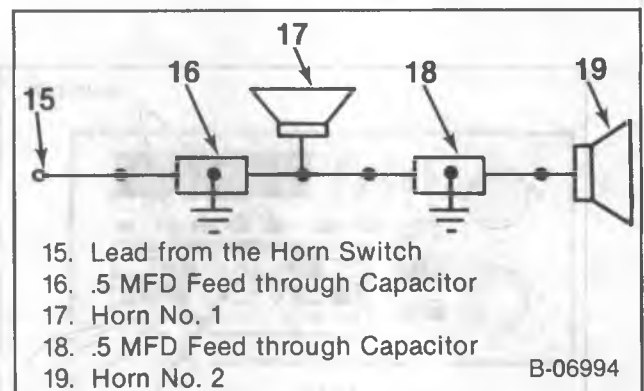 17
16
18
19
15
15. Lead from the Horn Switch
16. .5 MFD Feed through Capacitor
17. Horn No. 1
18. .5 MFD Feed through Capacitor
19. Horn No. 2
B-06994